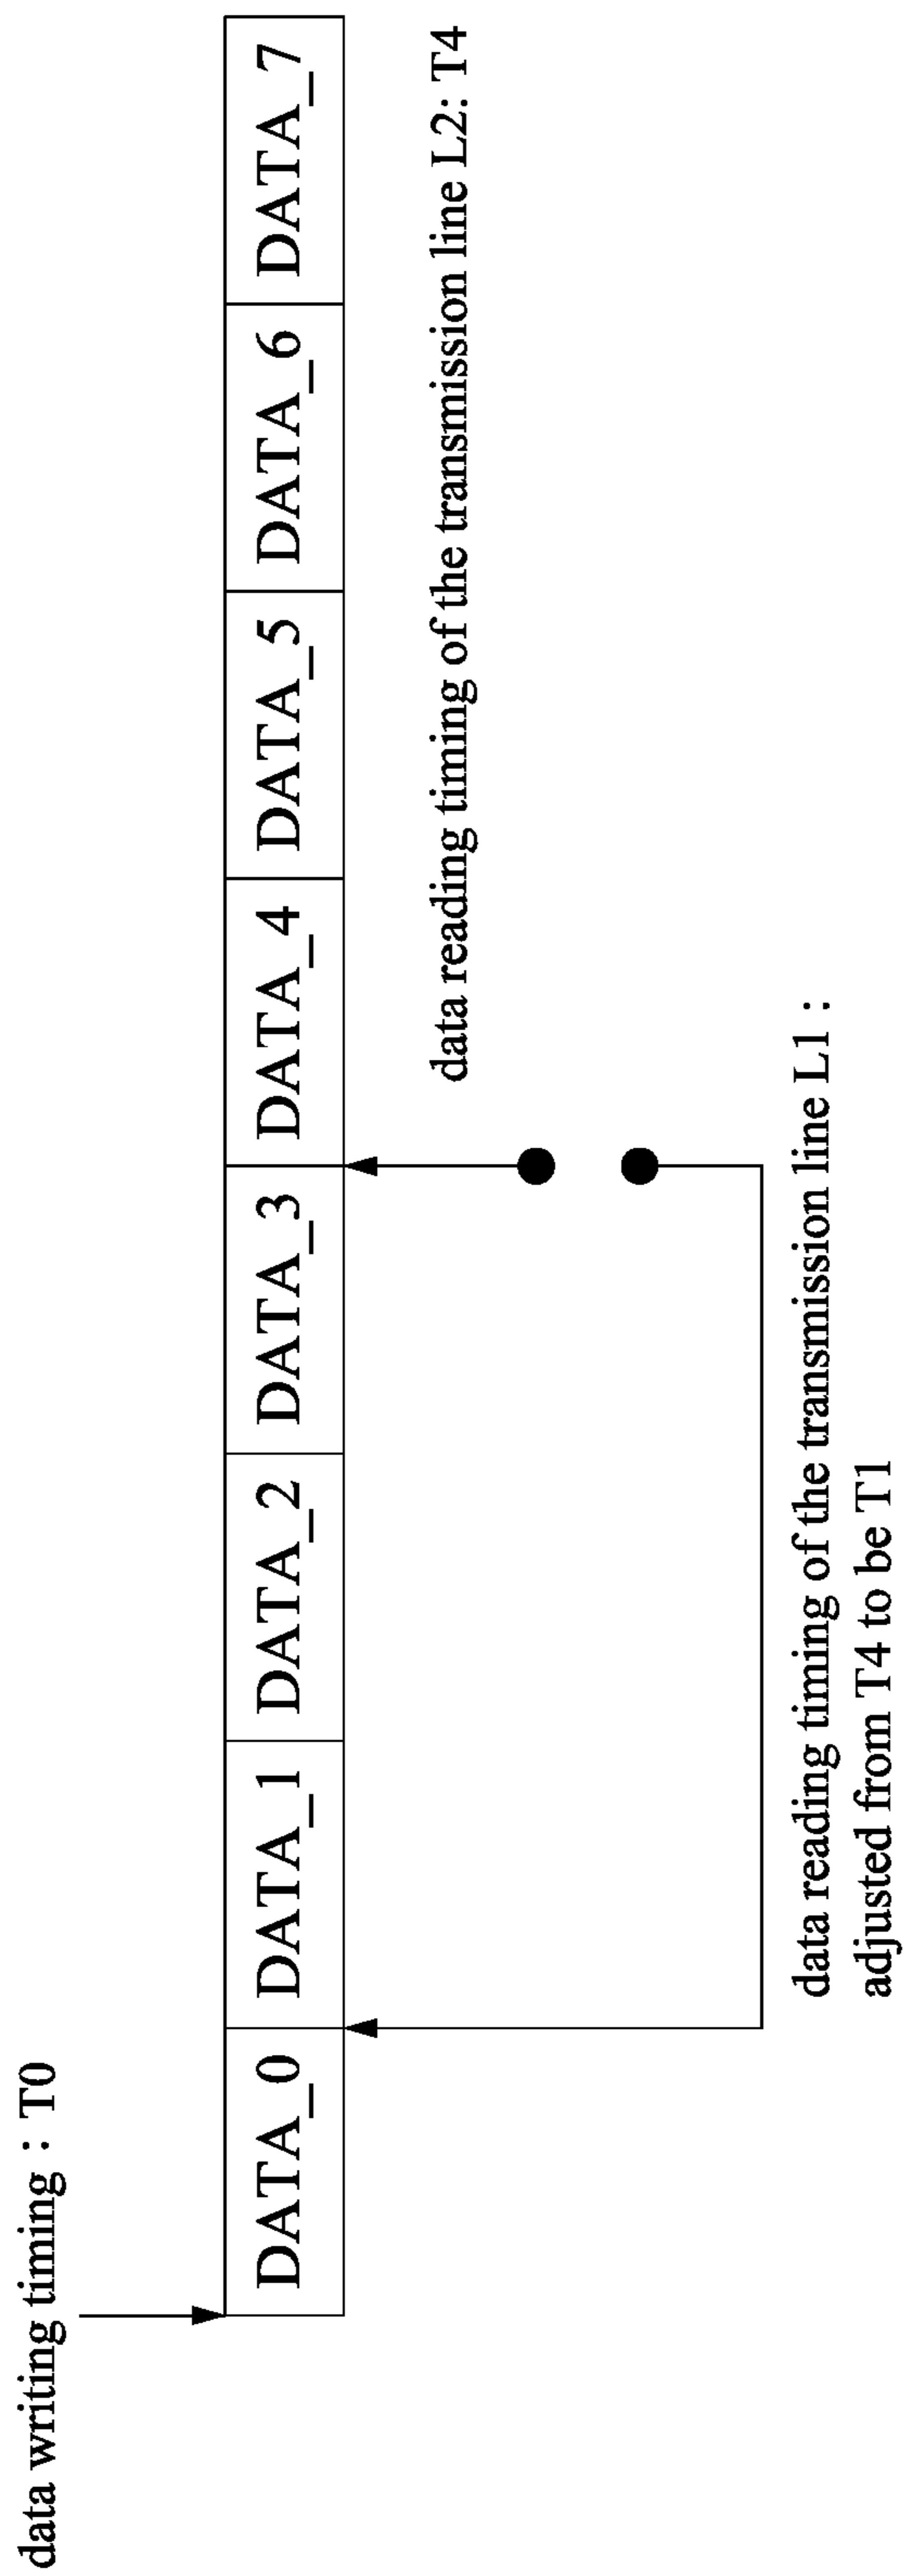 data writing timing : T0
DATA_0 DATA_1 DATA_2 DATA_3 DATA_4 DATA_5 DATA_6 DATA_7
data reading timing of the transmission line L2: T4
data reading timing of the transmission line L1 :
adjusted from T4 to be T1